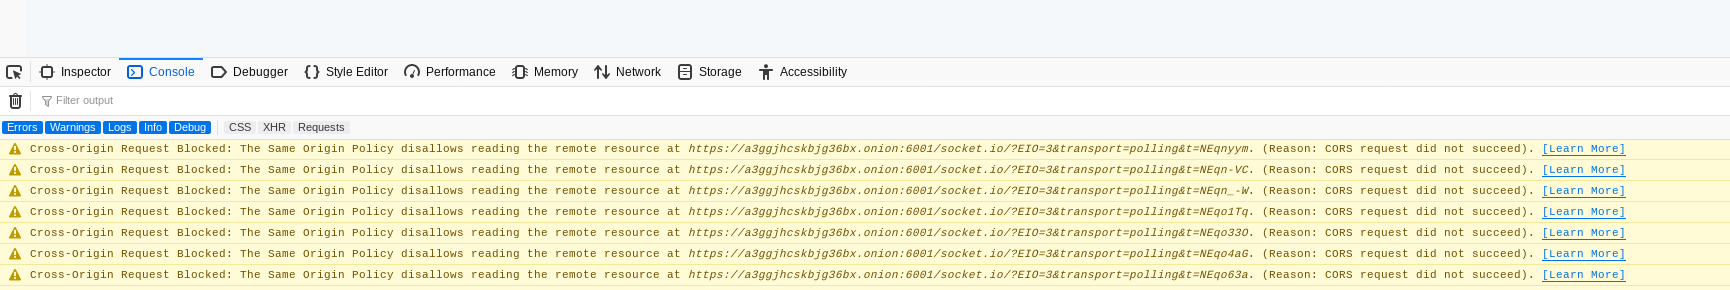 Inspector Console Debugger Style Editor Performance Memory Network Storage Accessibility
Filter output
Errors Warnings Logs Info Debug CSS XHR Requests
Cross-Origin Request Blocked: The Same Origin Policy disallows reading the remote resource at https://a3ggjhcskbjg36bx.onion:6001/socket.io/?EIO=3&transport=polling&t=NEqnyym. (Reason: CORS request did not succeed). [Learn More]
Cross-Origin Request Blocked: The Same Origin Policy disallows reading the remote resource at https://a3ggjhcskbjg36bx.onion:6001/socket.io/?EIO=3&transport=polling&t=NEqn-VC. (Reason: CORS request did not succeed). [Learn More]
Cross-Origin Request Blocked: The Same Origin Policy disallows reading the remote resource at https://a3ggjhcskbjg36bx.onion:6001/socket.io/?EIO=3&transport=polling&t=NEqn_-W. (Reason: CORS request did not succeed). [Learn More]
Cross-Origin Request Blocked: The Same Origin Policy disallows reading the remote resource at https://a3ggjhcskbjg36bx.onion:6001/socket.io/?EIO=3&transport=polling&t=NEqo1Tq. (Reason: CORS request did not succeed). [Learn More]
Cross-Origin Request Blocked: The Same Origin Policy disallows reading the remote resource at https://a3ggjhcskbjg36bx.onion:6001/socket.io/?EIO=3&transport=polling&t=NEqo33O. (Reason: CORS request did not succeed). [Learn More]
Cross-Origin Request Blocked: The Same Origin Policy disallows reading the remote resource at https://a3ggjhcskbjg36bx.onion:6001/socket.io/?EIO=3&transport=polling&t=NEqo4aG. (Reason: CORS request did not succeed). [Learn More]
Cross-Origin Request Blocked: The Same Origin Policy disallows reading the remote resource at https://a3ggjhcskbjg36bx.onion:6001/socket.io/?EIO=3&transport=polling&t=NEqo63a. (Reason: CORS request did not succeed). [Learn More]